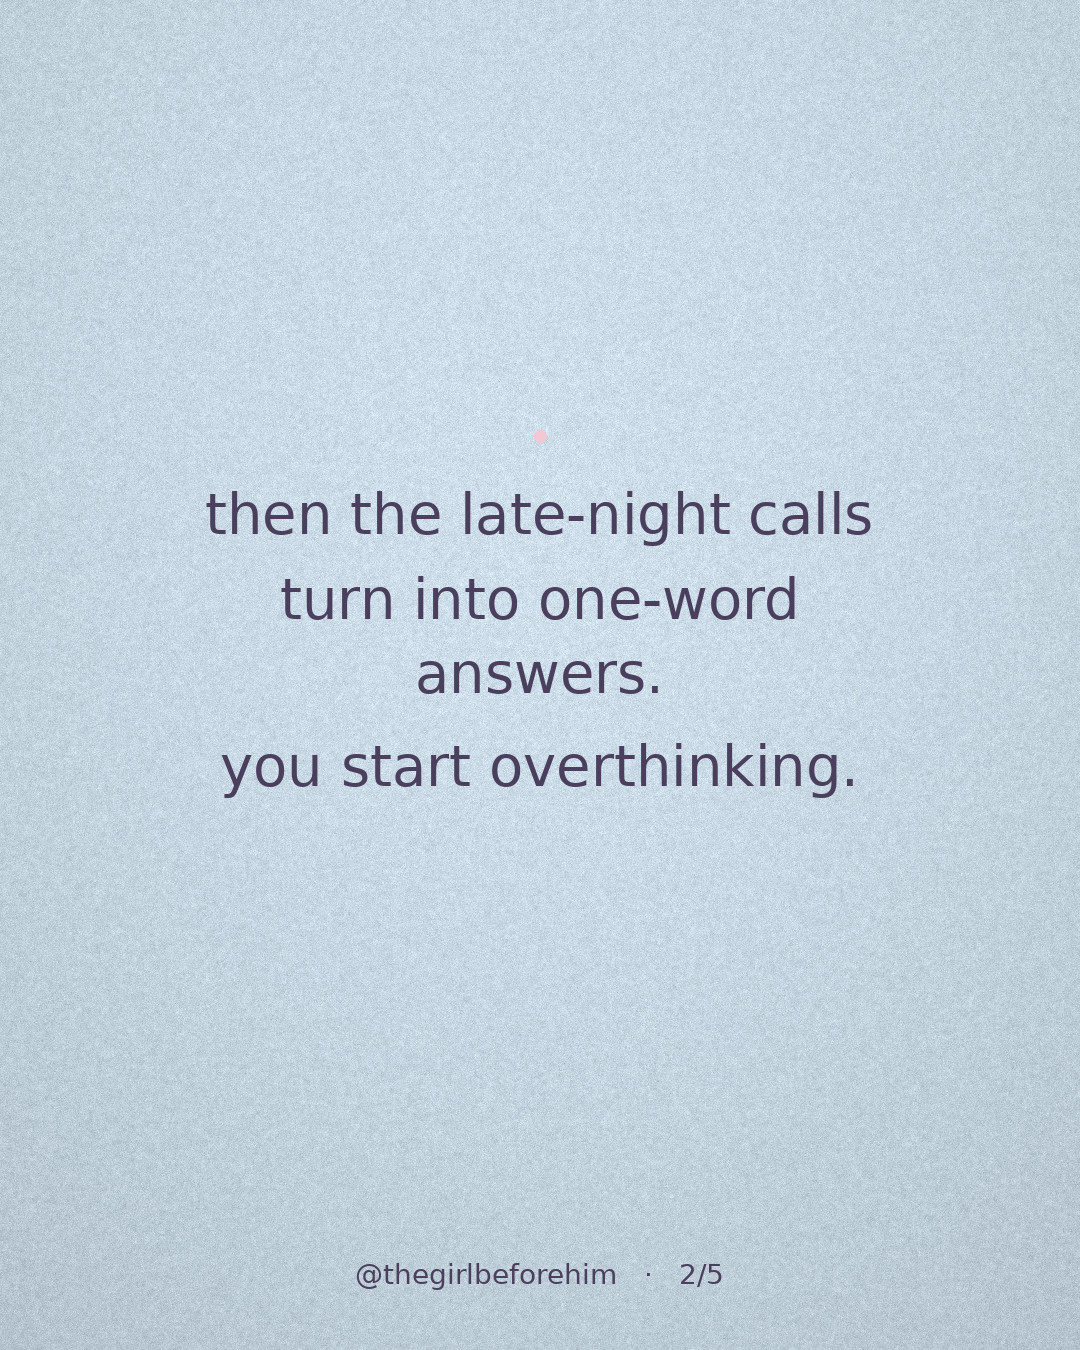 then the late-night calls
turn into one-word
answers.
you start overthinking.
@thegirlbeforehim · 2/5